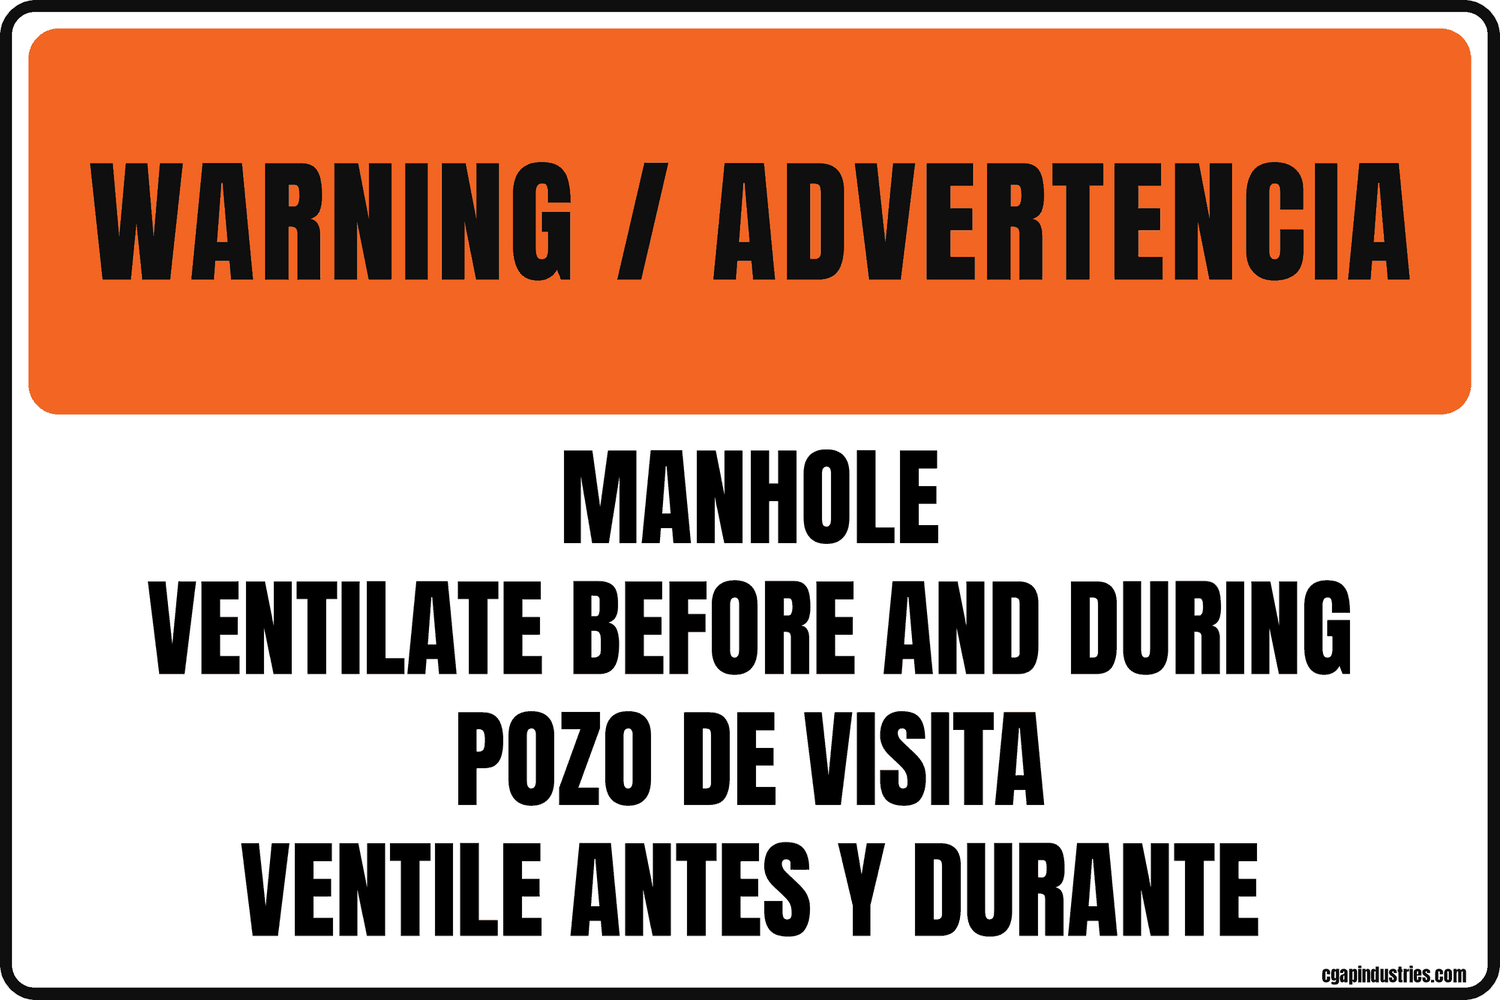 WARNING / ADVERTENCIA
MANHOLE
VENTILATE BEFORE AND DURING
POZO DE VISITA
VENTILE ANTES Y DURANTE
cgapindustries.com